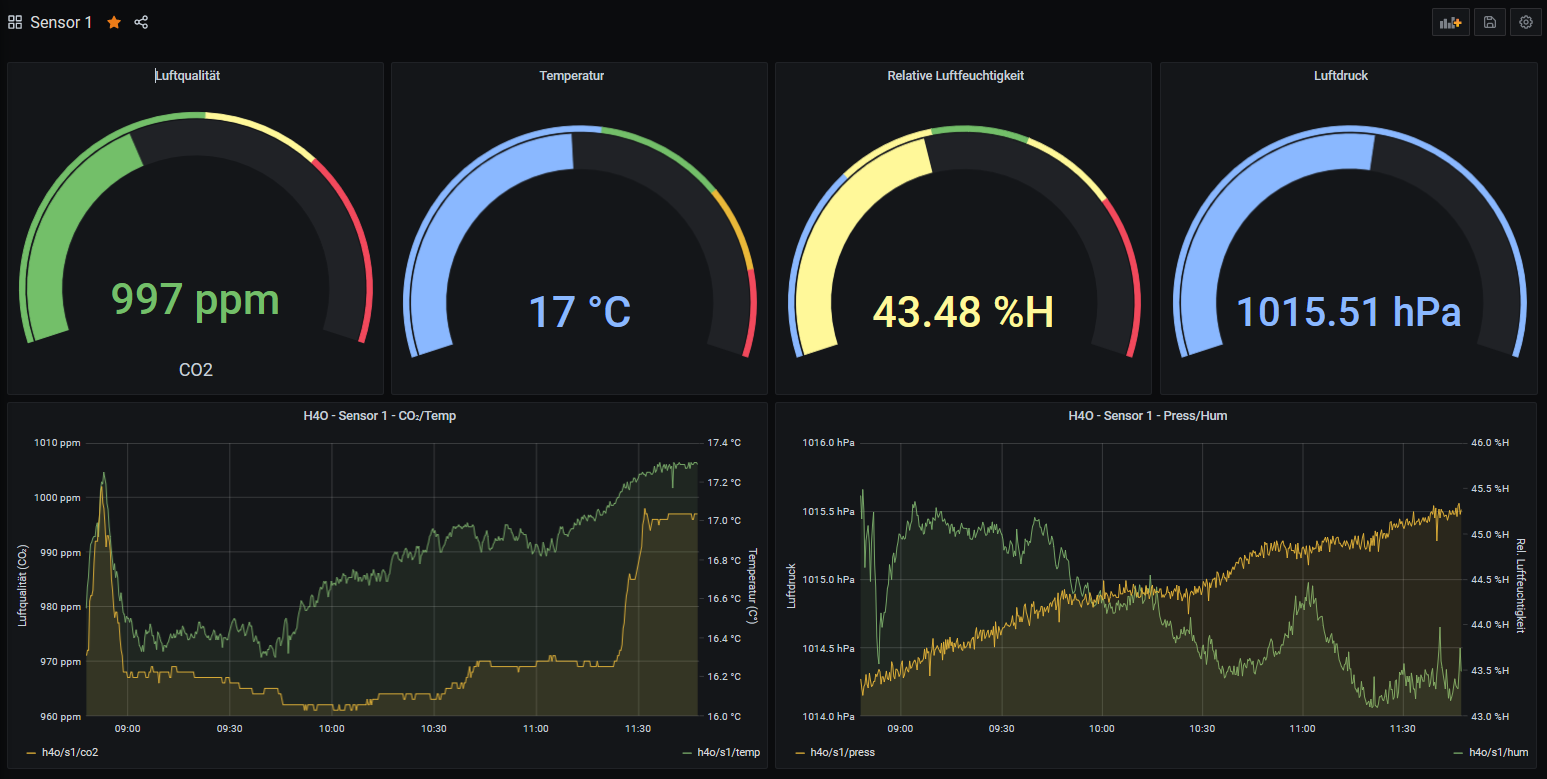 Sensor 1
Luftqualität
997 ppm
CO2
Temperatur
17 °C
Relative Luftfeuchtigkeit
43.48 %H
Luftdruck
1015.51 hPa
H4O - Sensor 1 - CO₂/Temp
1010 ppm
1000 ppm
990 ppm
980 ppm
970 ppm
960 ppm
Luftqualität (CO₂)
17.4 °C
17.2 °C
17.0 °C
16.8 °C
16.6 °C
16.4 °C
16.2 °C
16.0 °C
Temperatur (C°)
09:00 09:30 10:00 10:30 11:00 11:30
h4o/s1/co2 h4o/s1/temp
H4O - Sensor 1 - Press/Hum
1016.0 hPa
1015.5 hPa
1015.0 hPa
1014.5 hPa
1014.0 hPa
Luftdruck
46.0 %H
45.5 %H
45.0 %H
44.5 %H
44.0 %H
43.5 %H
43.0 %H
Rel. Luftfeuchtigkeit
09:00 09:30 10:00 10:30 11:00 11:30
h4o/s1/press h4o/s1/hum